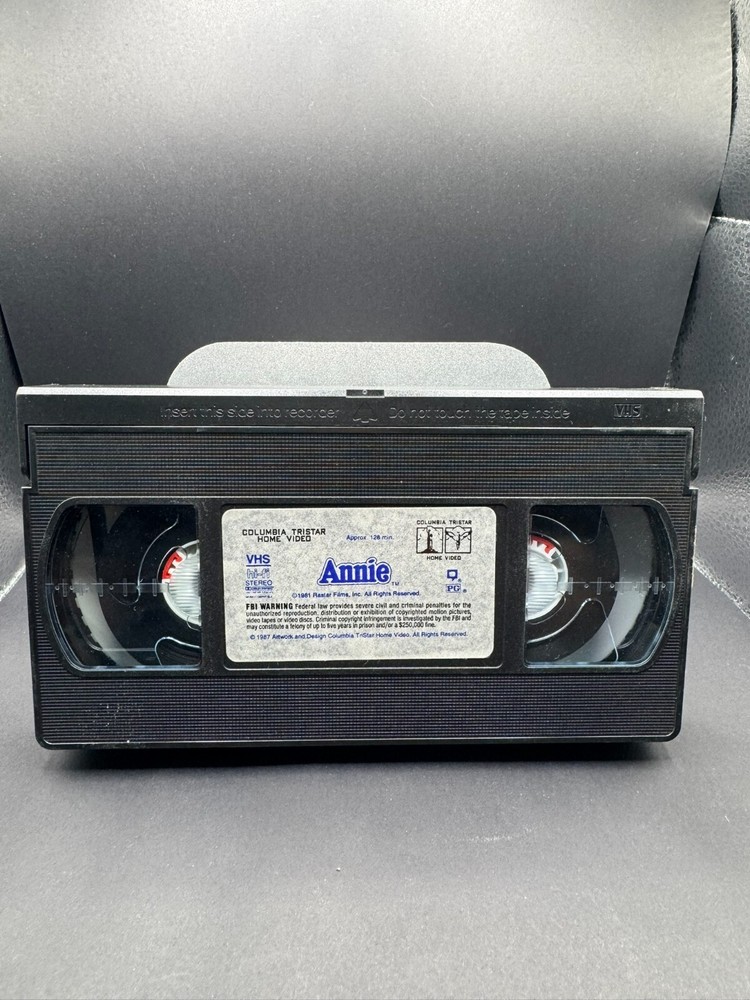 Insert this side into recorder Do not touch the tape inside VHS
COLUMBIA TRISTAR
HOME VIDEO
Approx. 128 min.
COLUMBIA TRISTAR
HOME VIDEO
VHS
hi-fi
STEREO
Annie™
PG
©1981 Rastar Films, Inc. All Rights Reserved.
FBI WARNING Federal law provides severe civil and criminal penalties for the
unauthorized reproduction, distribution or exhibition of copyrighted motion pictures,
video tapes or video discs. Criminal copyright infringement is investigated by the FBI and
may constitute a felony of up to five years in prison and/or a $250,000 fine.
© 1987 Artwork and Design Columbia TriStar Home Video. All Rights Reserved.